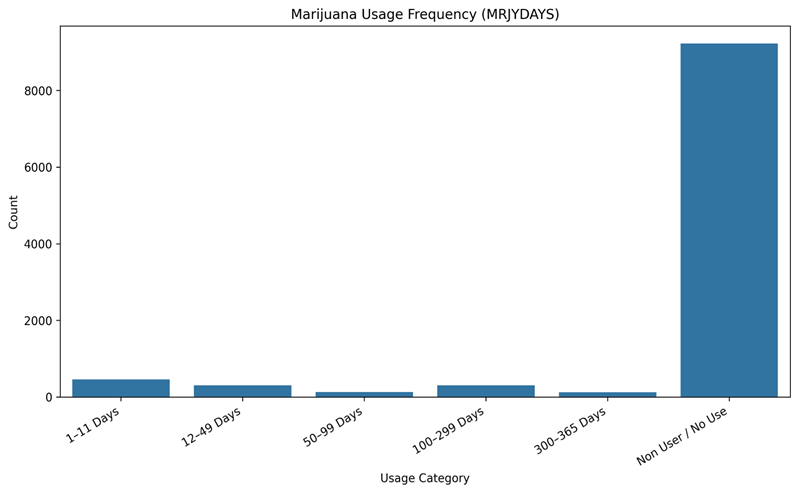 Marijuana Usage Frequency (MRJYDAYS)
8000
6000
4000
2000
0
Count
1–11 Days
12–49 Days
50–99 Days
100–299 Days
300–365 Days
Non User / No Use
Usage Category